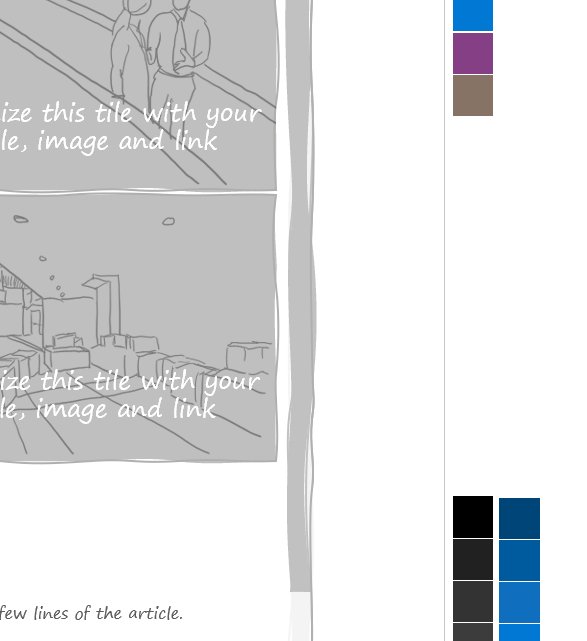 ize this tile with your
le, image and link
ize this tile with your
le, image and link
few lines of the article.